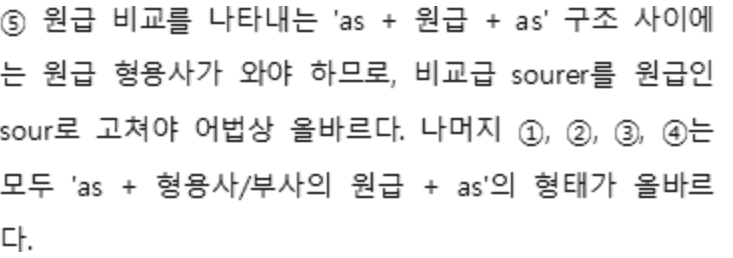 ⑤ 원급 비교를 나타내는 'as + 원급 + as' 구조 사이에
는 원급 형용사가 와야 하므로, 비교급 sourer를 원급인
sour로 고쳐야 어법상 올바르다. 나머지 ①, ②, ③, ④는
모두 'as + 형용사/부사의 원급 + as'의 형태가 올바르
다.